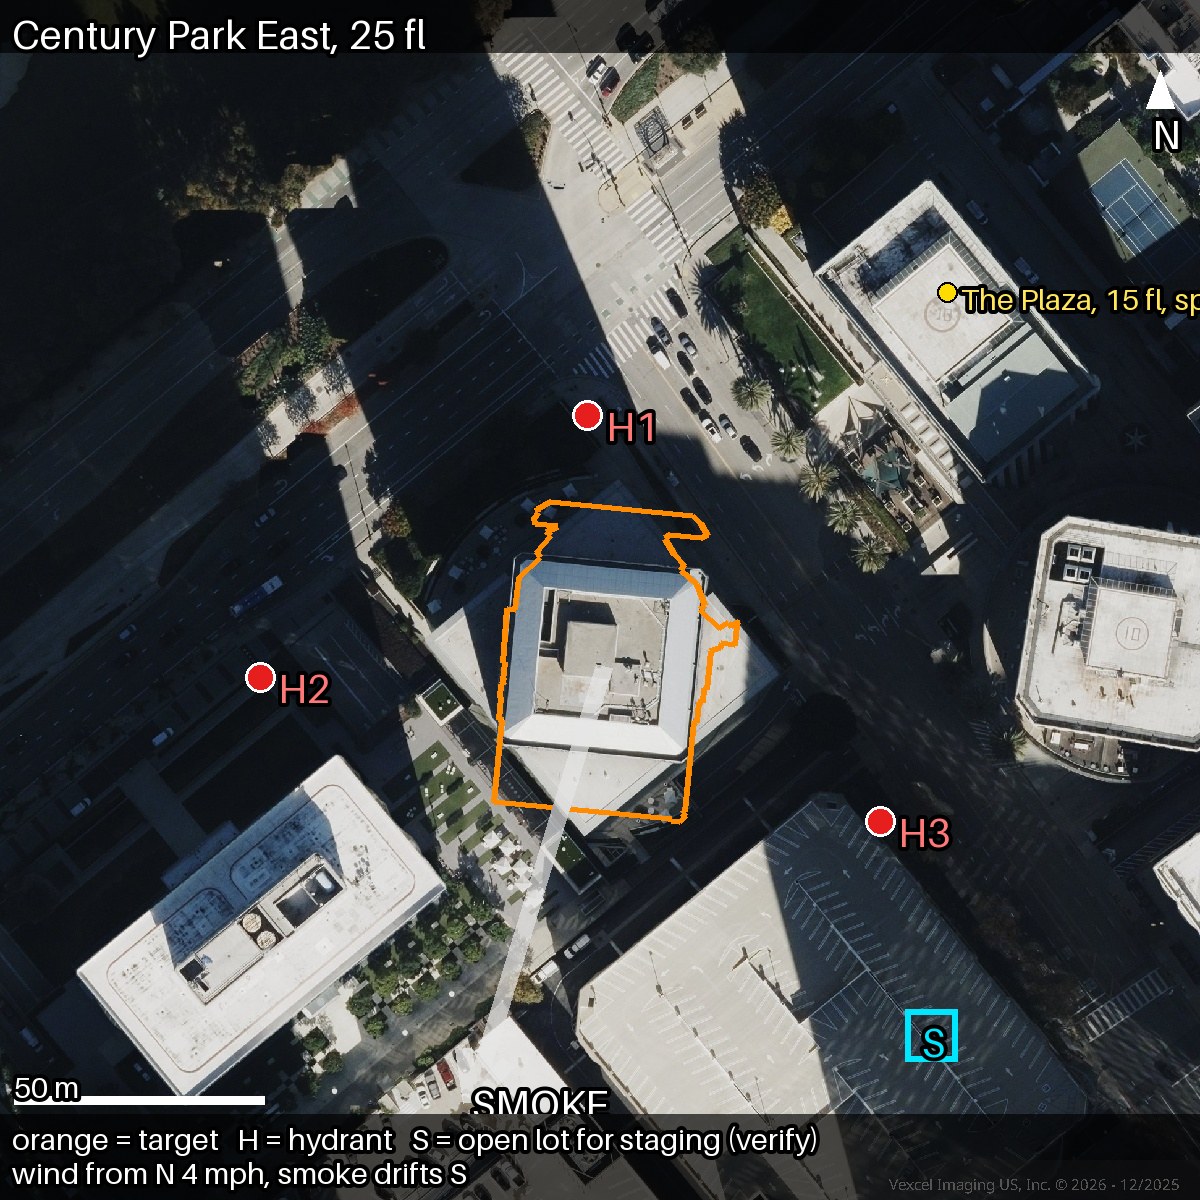 Century Park East, 25 fl
N
The Plaza, 15 fl, sp
H1
10
H2
H3
S
50 m
SMOKE
orange = target H = hydrant S = open lot for staging (verify)
wind from N 4 mph, smoke drifts S
Vexcel Imaging US, Inc. © 2026 - 12/2025